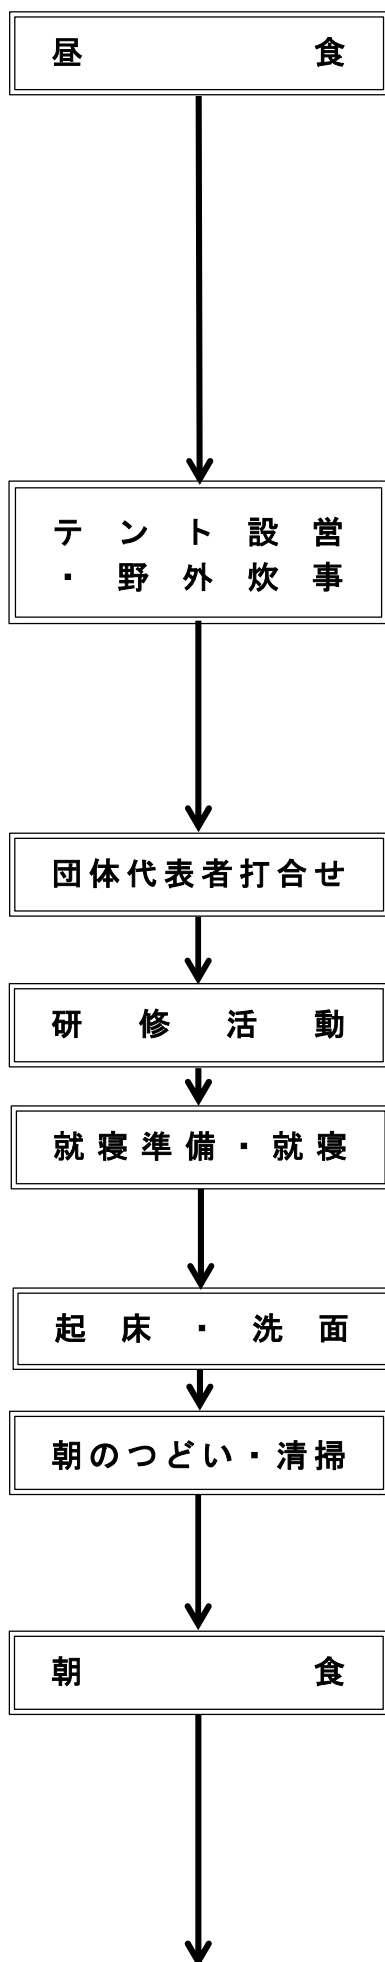 昼食
テント設営
・野外炊事
団体代表者打合せ
研修活動
就寝準備・就寝
起床・洗面
朝のつどい・清掃
朝食